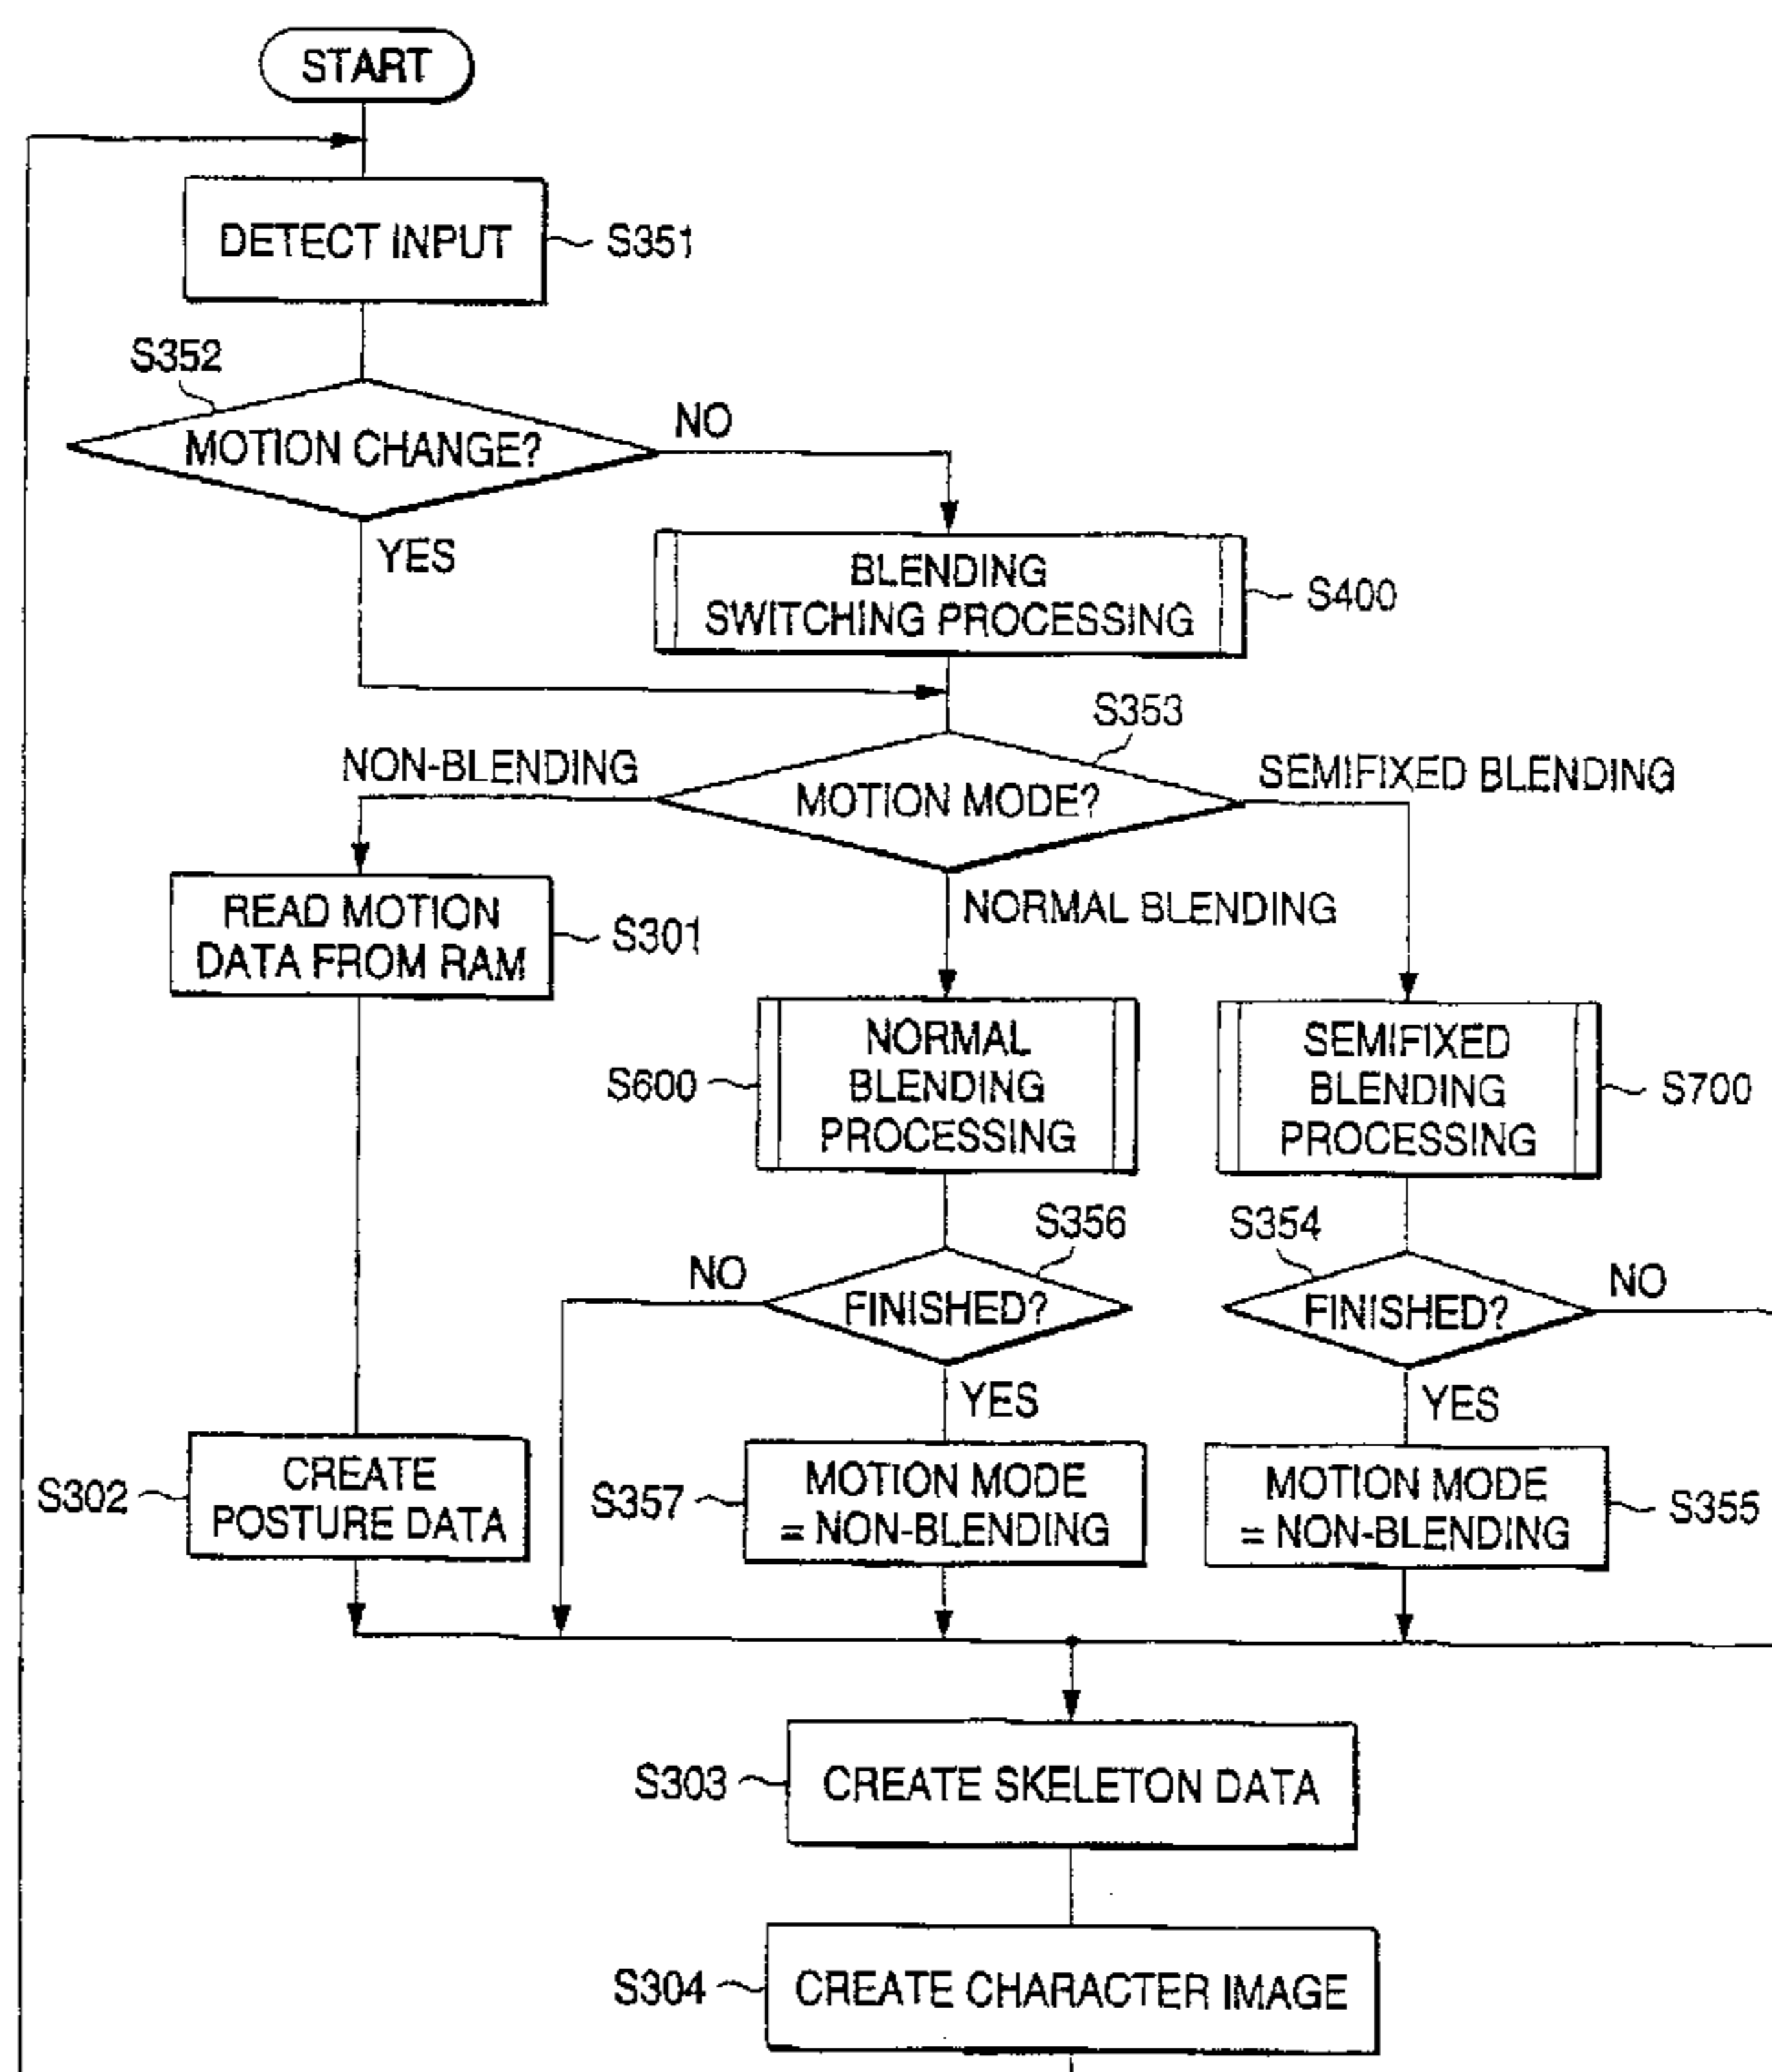 START
DETECT INPUT
S351
S352
MOTION CHANGE?
NO
YES
BLENDING
SWITCHING PROCESSING
S400
S353
NON-BLENDING
MOTION MODE?
SEMIFIXED BLENDING
READ MOTION
DATA FROM RAM
S301
NORMAL BLENDING
S600
NORMAL
BLENDING
PROCESSING
SEMIFIXED
BLENDING
PROCESSING
S700
S356
S354
NO
FINISHED?
FINISHED?
NO
YES
YES
S302
CREATE
POSTURE DATA
S357
MOTION MODE
= NON-BLENDING
MOTION MODE
= NON-BLENDING
S355
S303
CREATE SKELETON DATA
S304
CREATE CHARACTER IMAGE